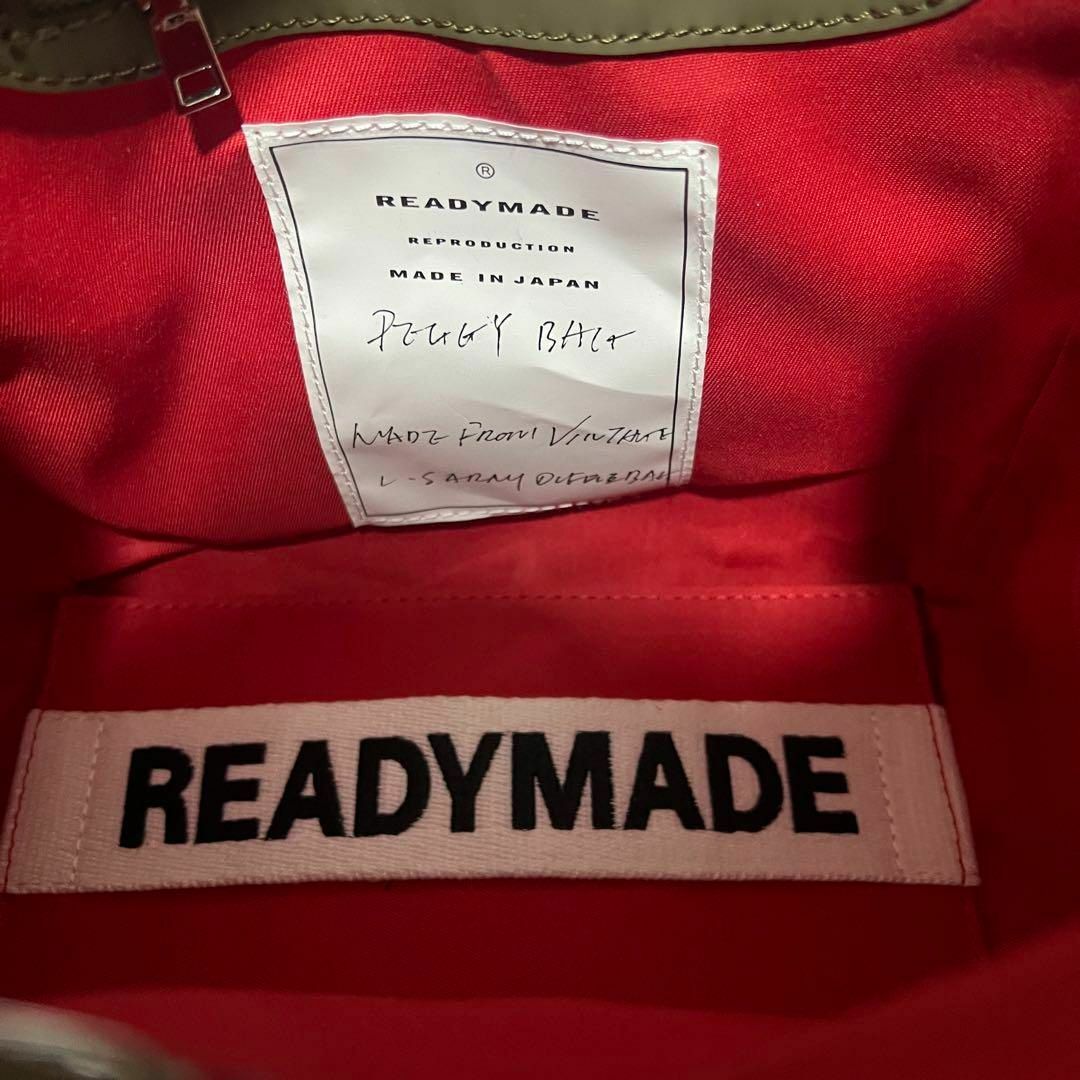 ®
READYMADE
REPRODUCTION
MADE IN JAPAN
PEGGY BAG
MADE FROM VINTAGE
U.S ARMY DUFFLE BAG
READYMADE